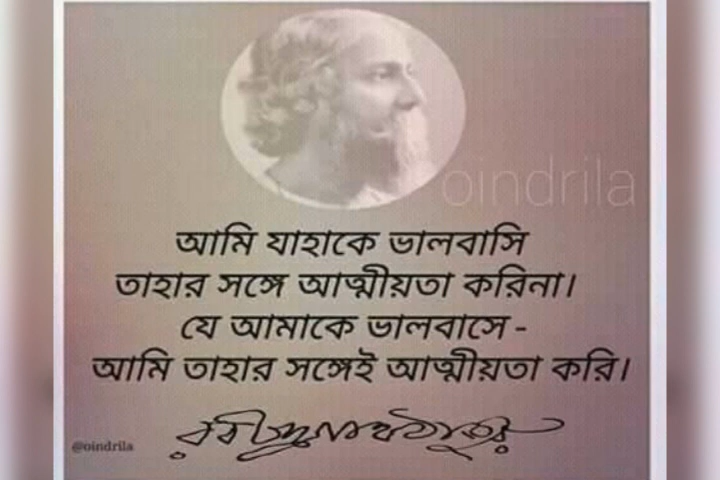 oindrila
আমি যাহাকে ভালবাসি
তাহার সঙ্গে আত্মীয়তা করিনা।
যে আমাকে ভালবাসে -
আমি তাহার সঙ্গেই আত্মীয়তা করি।
রবীন্দ্রনাথ ঠাকুর
@oindrila